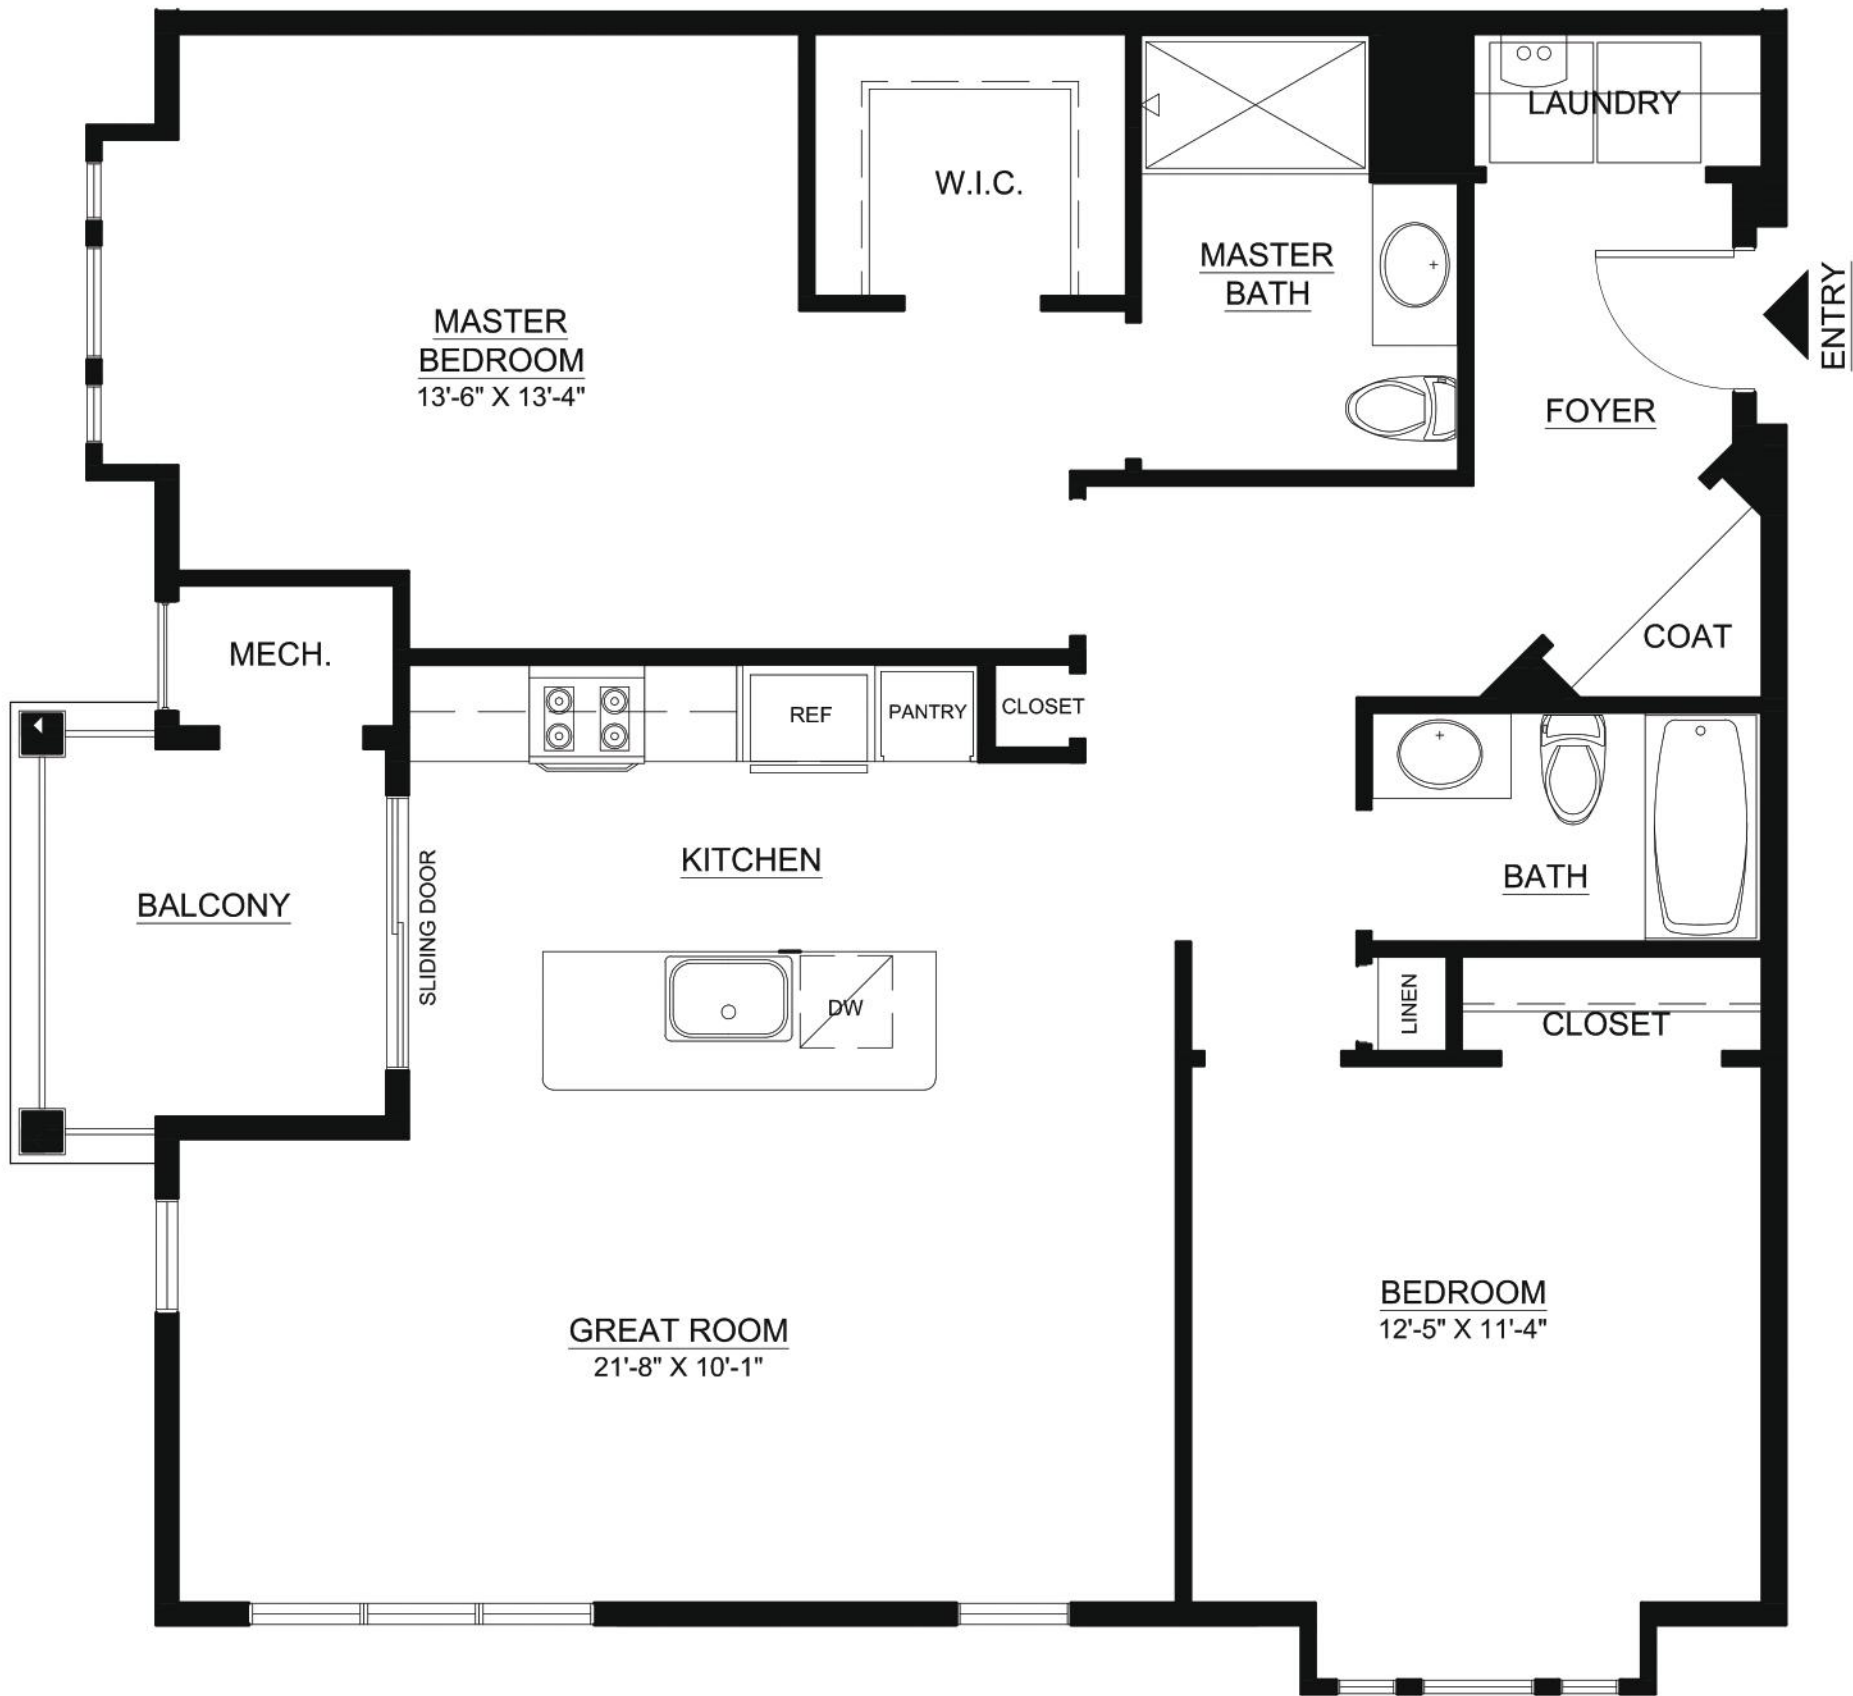 LAUNDRY
W.I.C.
MASTER
BATH
ENTRY
MASTER
BEDROOM
13'-6" X 13'-4"
FOYER
COAT
MECH.
REF
PANTRY
CLOSET
KITCHEN
SLIDING DOOR
BALCONY
BATH
DW
LINEN
CLOSET
BEDROOM
12'-5" X 11'-4"
GREAT ROOM
21'-8" X 10'-1"